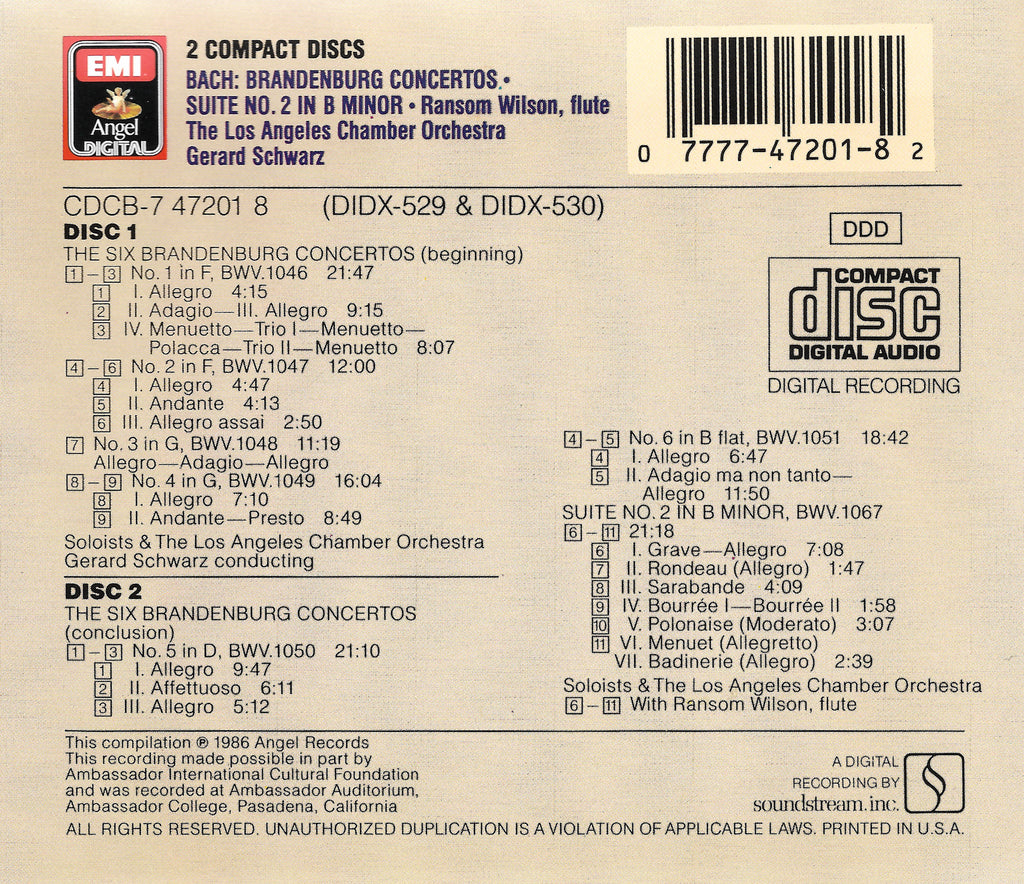 EMI
Angel
DIGITAL
2 COMPACT DISCS
BACH: BRANDENBURG CONCERTOS •
SUITE NO. 2 IN B MINOR • Ransom Wilson, flute
The Los Angeles Chamber Orchestra
Gerard Schwarz
0 7777-47201-8 2
CDCB-7 47201 8 (DIDX-529 & DIDX-530)
DISC 1
THE SIX BRANDENBURG CONCERTOS (beginning)
1 – 3 No. 1 in F, BWV.1046 21:47
1 I. Allegro 4:15
2 II. Adagio—III. Allegro 9:15
3 IV. Menuetto—Trio I—Menuetto—
Polacca—Trio II—Menuetto 8:07
4 – 6 No. 2 in F, BWV.1047 12:00
4 I. Allegro 4:47
5 II. Andante 4:13
6 III. Allegro assai 2:50
7 No. 3 in G, BWV.1048 11:19
Allegro—Adagio—Allegro
8 – 9 No. 4 in G, BWV.1049 16:04
8 I. Allegro 7:10
9 II. Andante—Presto 8:49
Soloists & The Los Angeles Chamber Orchestra
Gerard Schwarz conducting
DISC 2
THE SIX BRANDENBURG CONCERTOS
(conclusion)
1 – 3 No. 5 in D, BWV.1050 21:10
1 I. Allegro 9:47
2 II. Affettuoso 6:11
3 III. Allegro 5:12
DDD
COMPACT
disc
DIGITAL AUDIO
DIGITAL RECORDING
4 – 5 No. 6 in B flat, BWV.1051 18:42
4 I. Allegro 6:47
5 II. Adagio ma non tanto—
Allegro 11:50
SUITE NO. 2 IN B MINOR, BWV.1067
6 – 11 21:18
6 I. Grave—Allegro 7:08
7 II. Rondeau (Allegro) 1:47
8 III. Sarabande 4:09
9 IV. Bourrée I—Bourrée II 1:58
10 V. Polonaise (Moderato) 3:07
11 VI. Menuet (Allegretto)
VII. Badinerie (Allegro) 2:39
Soloists & The Los Angeles Chamber Orchestra
6 – 11 With Ransom Wilson, flute
This compilation ℗ 1986 Angel Records
This recording made possible in part by
Ambassador International Cultural Foundation
and was recorded at Ambassador Auditorium,
Ambassador College, Pasadena, California
A DIGITAL
RECORDING BY
soundstream.inc.
ALL RIGHTS RESERVED. UNAUTHORIZED DUPLICATION IS A VIOLATION OF APPLICABLE LAWS. PRINTED IN U.S.A.